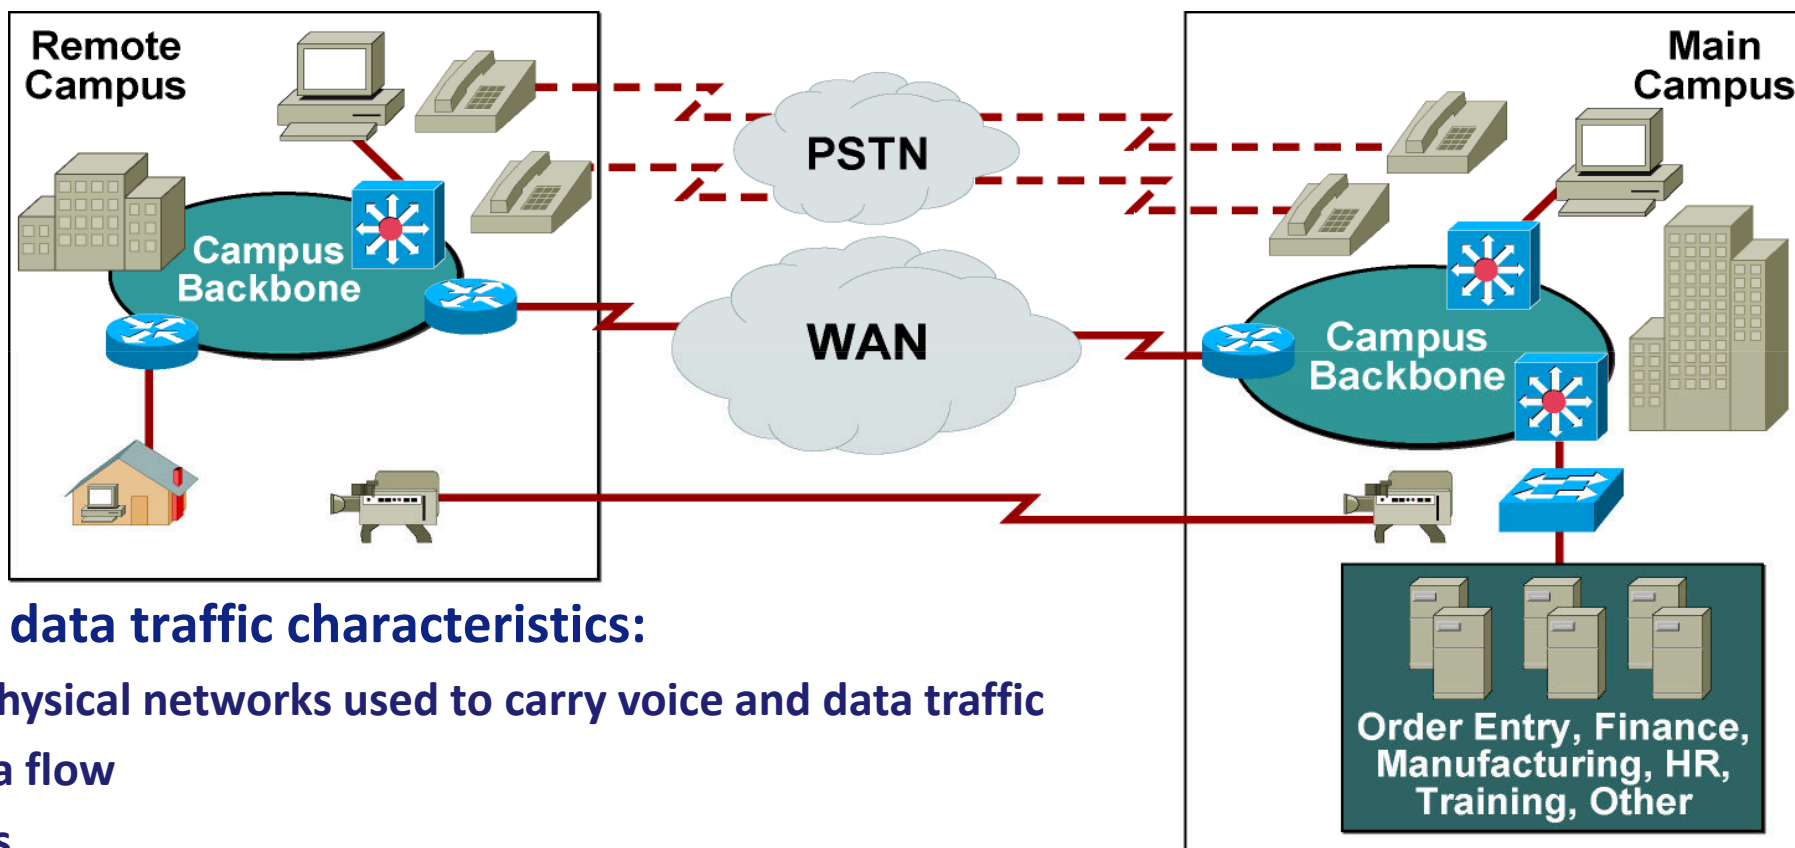 Remote
Campus
Main
Campus
PSTN
Campus
Backbone
WAN
Campus
Backbone
data traffic characteristics:
hysical networks used to carry voice and data traffic
a flow
s
Order Entry, Finance,
Manufacturing, HR,
Training, Other